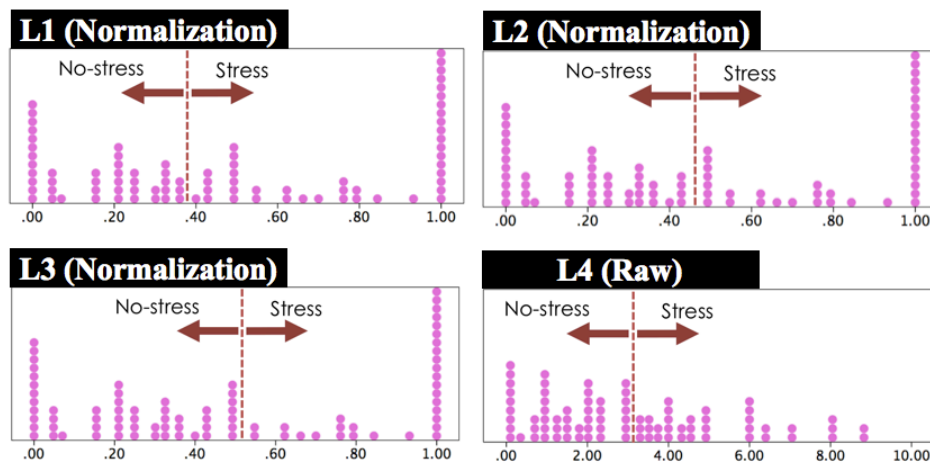 L1 (Normalization)
No-stress Stress
.00 .20 .40 .60 .80 1.00
L2 (Normalization)
No-stress Stress
.00 .20 .40 .60 .80 1.00
L3 (Normalization)
No-stress Stress
.00 .20 .40 .60 .80 1.00
L4 (Raw)
No-stress Stress
.00 2.00 4.00 6.00 8.00 10.00